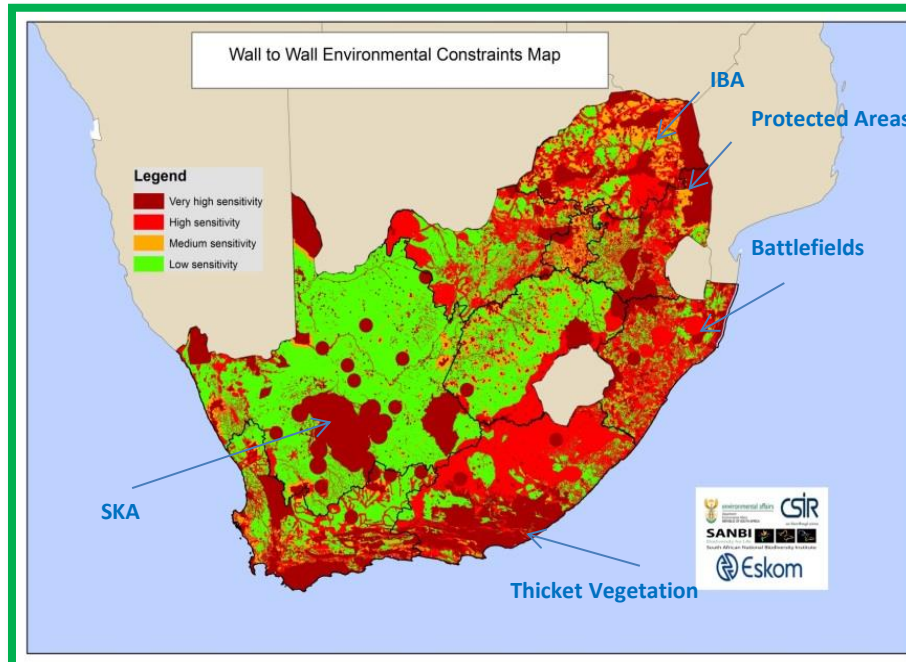 Wall to Wall Environmental Constraints Map
IBA
Protected Areas
Legend
Very high sensitivity
High sensitivity
Medium sensitivity
Low sensitivity
Battlefields
SKA
Thicket Vegetation
environmental affairs
CSIR
SANBI
South African National Biodiversity Institute
Eskom